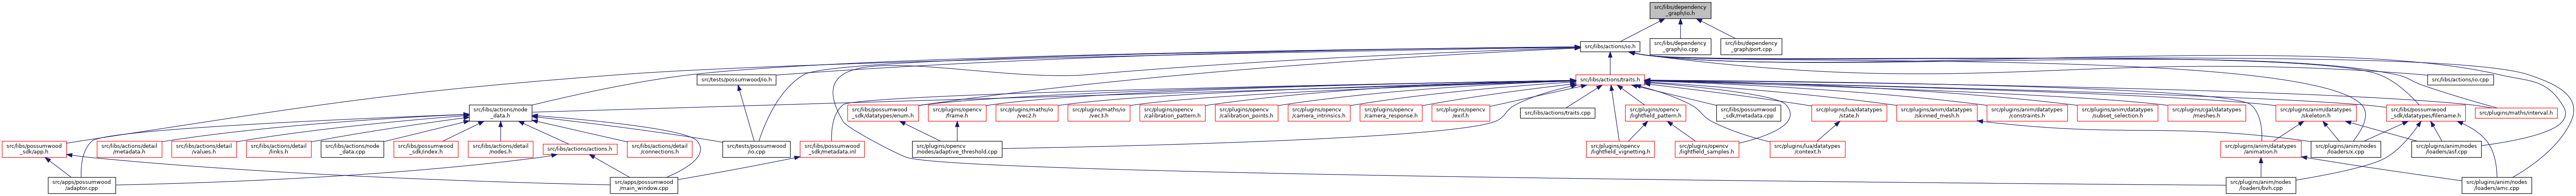 src/libs/dependency
_graph/io.h
src/libs/actions/io.h
src/libs/dependency
_graph/io.cpp
src/libs/dependency
_graph/port.cpp
src/tests/possumwood/io.h
src/libs/actions/traits.h
src/libs/actions/io.cpp
src/libs/actions/node
_data.h
src/libs/possumwood
_sdk/datatypes/enum.h
src/plugins/opencv
/frame.h
src/plugins/maths/io
/vec2.h
src/plugins/maths/io
/vec3.h
src/plugins/opencv
/calibration_pattern.h
src/plugins/opencv
/calibration_points.h
src/plugins/opencv
/camera_intrinsics.h
src/plugins/opencv
/camera_response.h
src/plugins/opencv
/exif.h
src/libs/actions/traits.cpp
src/plugins/opencv
/lightfield_pattern.h
src/libs/possumwood
_sdk/metadata.cpp
src/plugins/lua/datatypes
/state.h
src/plugins/anim/datatypes
/skinned_mesh.h
src/plugins/anim/datatypes
/constraints.h
src/plugins/anim/datatypes
/subset_selection.h
src/plugins/cgal/datatypes
/meshes.h
src/plugins/anim/datatypes
/skeleton.h
src/libs/possumwood
_sdk/datatypes/filename.h
src/plugins/maths/interval.h
src/libs/possumwood
_sdk/app.h
src/libs/actions/detail
/metadata.h
src/libs/actions/detail
/values.h
src/libs/actions/detail
/links.h
src/libs/actions/node
_data.cpp
src/libs/possumwood
_sdk/index.h
src/libs/actions/detail
/nodes.h
src/libs/actions/actions.h
src/libs/actions/detail
/connections.h
src/tests/possumwood
/io.cpp
src/libs/possumwood
_sdk/metadata.inl
src/plugins/opencv
/nodes/adaptive_threshold.cpp
src/plugins/opencv
/lightfield_vignetting.h
src/plugins/opencv
/lightfield_samples.h
src/plugins/lua/datatypes
/context.h
src/plugins/anim/datatypes
/animation.h
src/plugins/anim/nodes
/loaders/x.cpp
src/plugins/anim/nodes
/loaders/asf.cpp
src/apps/possumwood
/adaptor.cpp
src/apps/possumwood
/main_window.cpp
src/plugins/anim/nodes
/loaders/bvh.cpp
src/plugins/anim/nodes
/loaders/amc.cpp